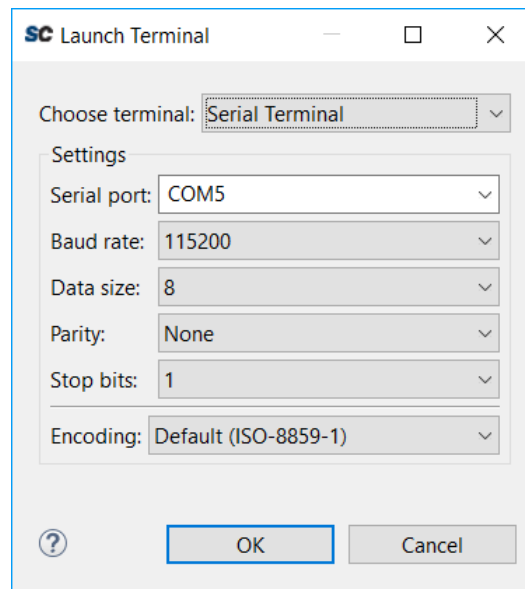 SC Launch Terminal
Choose terminal: Serial Terminal
Settings
Serial port: COM5
Baud rate: 115200
Data size: 8
Parity: None
Stop bits: 1
Encoding: Default (ISO-8859-1)
? OK Cancel